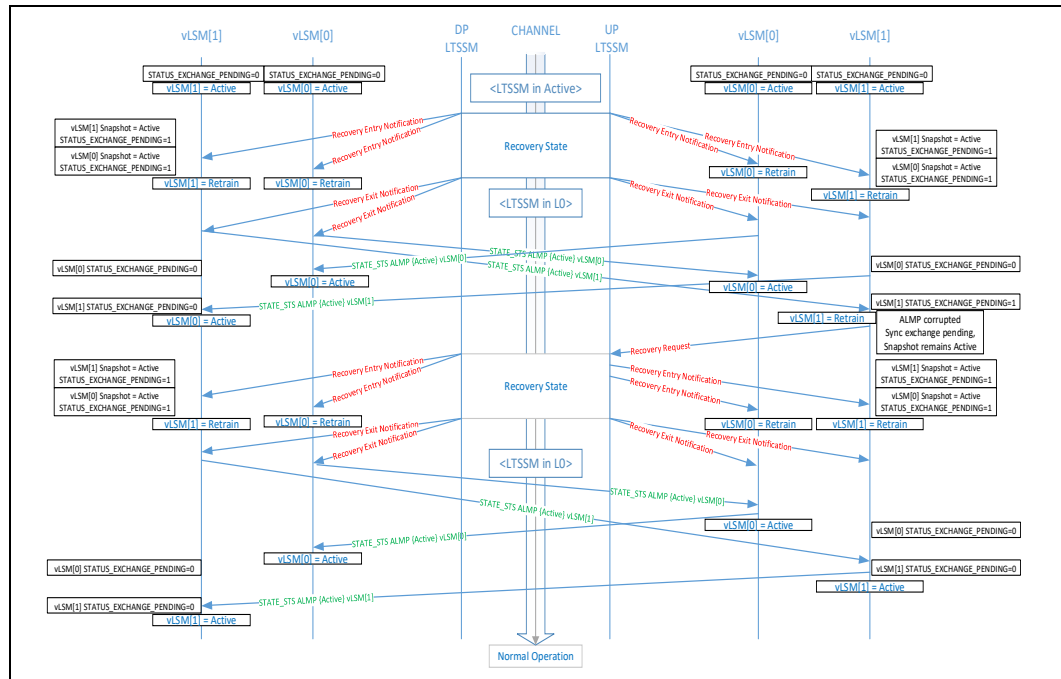 vLSM[1] vLSM[0] DP LTSSM CHANNEL UP LTSSM vLSM[0] vLSM[1]
STATUS_EXCHANGE_PENDING=0 STATUS_EXCHANGE_PENDING=0 STATUS_EXCHANGE_PENDING=0 STATUS_EXCHANGE_PENDING=0
vLSM[1] = Active vLSM[0] = Active <LTSSM in Active> vLSM[0] = Active vLSM[1] = Active
vLSM[1] Snapshot = Active
STATUS_EXCHANGE_PENDING=1
vLSM[0] Snapshot = Active
STATUS_EXCHANGE_PENDING=1
Recovery Entry Notification
Recovery Entry Notification
Recovery State
Recovery Entry Notification
Recovery Entry Notification
vLSM[1] Snapshot = Active
STATUS_EXCHANGE_PENDING=1
vLSM[0] Snapshot = Active
STATUS_EXCHANGE_PENDING=1
vLSM[1] = Retrain vLSM[0] = Retrain vLSM[0] = Retrain
vLSM[1] = Retrain
Recovery Exit Notification
Recovery Exit Notification
<LTSSM in L0>
Recovery Exit Notification
Recovery Exit Notification
STATE_STS ALMP {Active} vLSM[0]
STATE_STS ALMP {Active} vLSM[0]
STATE_STS ALMP {Active} vLSM[1]
vLSM[0] STATUS_EXCHANGE_PENDING=0
vLSM[0] = Active
vLSM[0] STATUS_EXCHANGE_PENDING=0
vLSM[0] = Active
STATE_STS ALMP {Active} vLSM[1]
vLSM[1] STATUS_EXCHANGE_PENDING=0
vLSM[0] = Active
vLSM[1] STATUS_EXCHANGE_PENDING=1
vLSM[1] = Retrain
ALMP corrupted
Sync exchange pending,
Snapshot remains Active
Recovery Request
vLSM[1] Snapshot = Active
STATUS_EXCHANGE_PENDING=1
vLSM[0] Snapshot = Active
STATUS_EXCHANGE_PENDING=1
Recovery Entry Notification
Recovery Entry Notification
Recovery State
Recovery Entry Notification
Recovery Entry Notification
vLSM[1] Snapshot = Active
STATUS_EXCHANGE_PENDING=1
vLSM[0] Snapshot = Active
STATUS_EXCHANGE_PENDING=1
vLSM[1] = Retrain vLSM[0] = Retrain vLSM[0] = Retrain vLSM[1] = Retrain
Recovery Exit Notification
Recovery Exit Notification
<LTSSM in L0>
Recovery Exit Notification
Recovery Exit Notification
STATE_STS ALMP {Active} vLSM[0]
STATE_STS ALMP {Active} vLSM[1]
vLSM[0] = Active
vLSM[0] STATUS_EXCHANGE_PENDING=0
STATE_STS ALMP {Active} vLSM[0]
vLSM[0] = Active
vLSM[0] STATUS_EXCHANGE_PENDING=0
vLSM[1] STATUS_EXCHANGE_PENDING=0
vLSM[1] = Active
STATE_STS ALMP {Active} vLSM[1]
vLSM[1] STATUS_EXCHANGE_PENDING=0
vLSM[1] = Active
Normal Operation